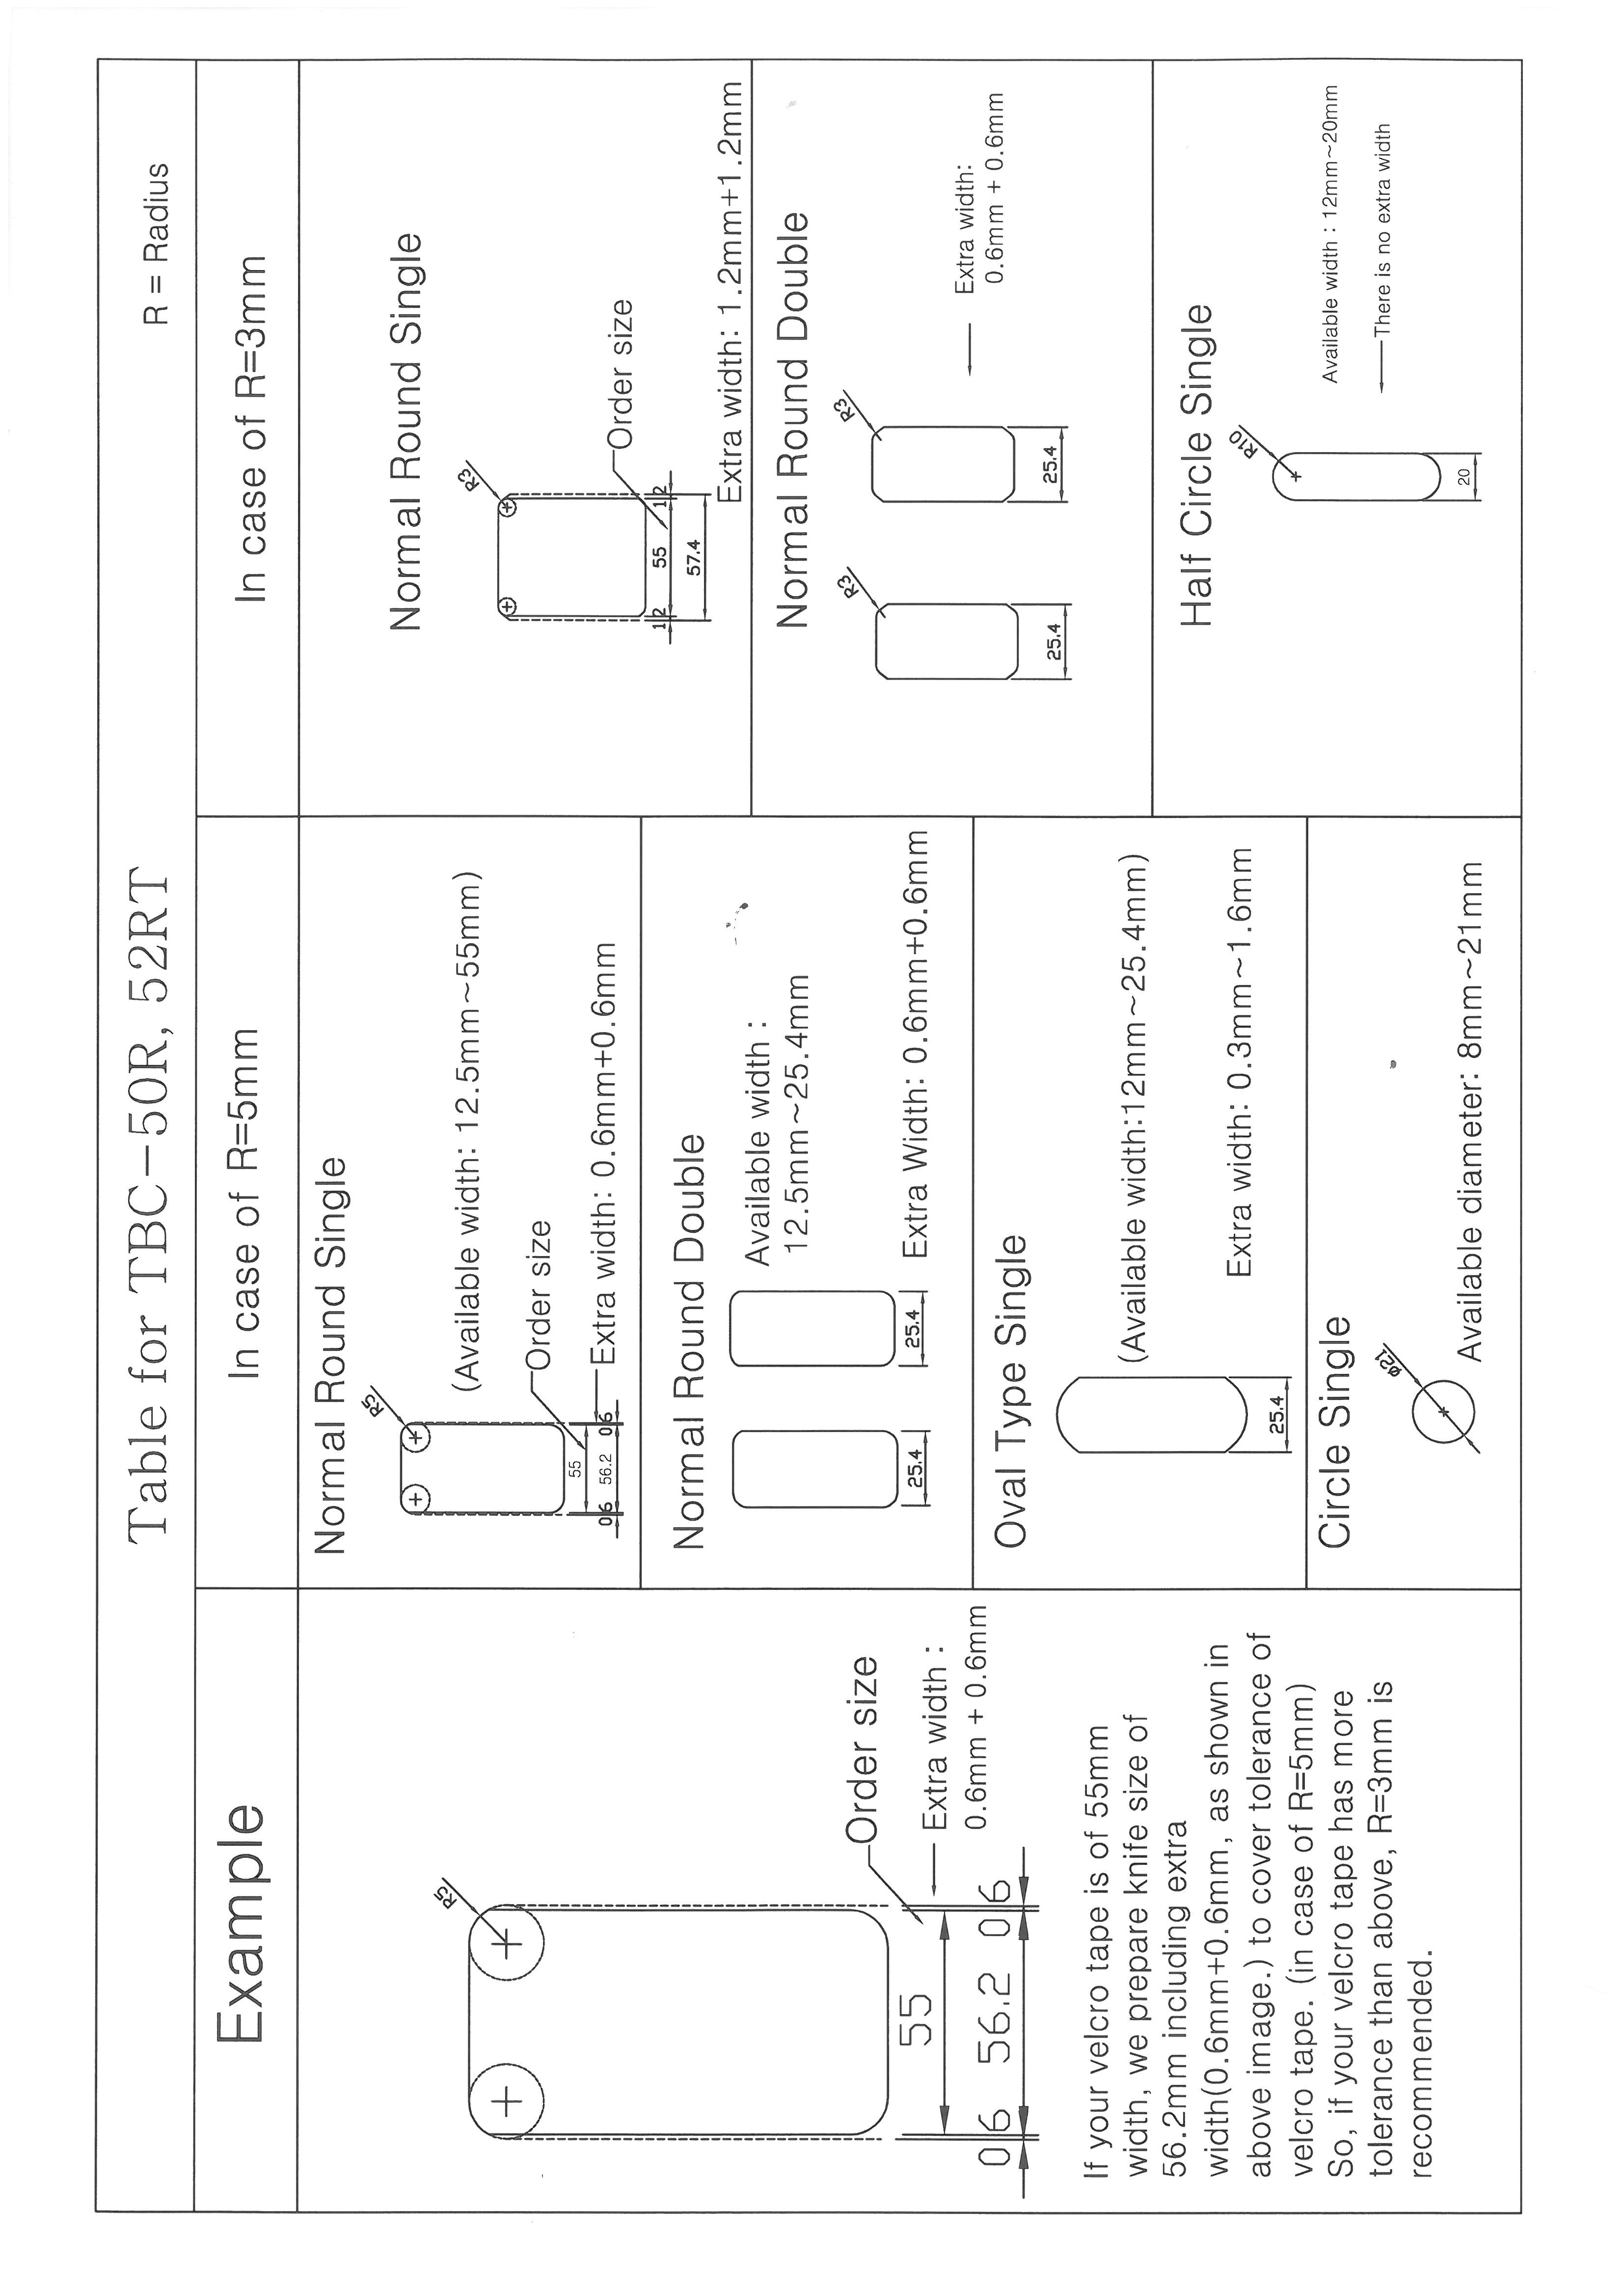 Table for TBC-50R, 52RT
R = Radius
Example
In case of R=5mm
In case of R=3mm
R5
Order size
Extra width :
0.6mm + 0.6mm
55
0 6 56.2 0 6
If your velcro tape is of 55mm
width, we prepare knife size of
56.2mm including extra
width(0.6mm+0.6mm, as shown in
above image.) to cover tolerance of
velcro tape. (in case of R=5mm)
So, if your velcro tape has more
tolerance than above, R=3mm is
recommended.
Normal Round Single
R5
(Available width: 12.5mm~55mm)
Order size
55
Extra width: 0.6mm+0.6mm
0 6 56.2 0 6
Normal Round Double
Available width :
12.5mm~25.4mm
25.4 25.4
Extra Width: 0.6mm+0.6mm
Oval Type Single
(Available width:12mm~25.4mm)
Extra width: 0.3mm~1.6mm
25.4
Circle Single
ø21
Available diameter: 8mm~21mm
Normal Round Single
R3
Order size
1 2 55 1 2
57.4
Extra width: 1.2mm+1.2mm
Normal Round Double
R3 R3
Extra width:
0.6mm + 0.6mm
25.4 25.4
Half Circle Single
R10
Available width : 12mm~20mm
There is no extra width
20